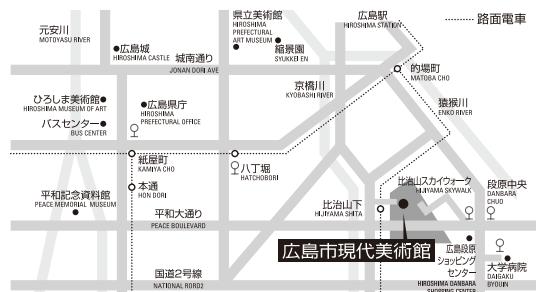 元安川
MOTOYASU RIVER
広島城
HIROSHIMA CASTLE
城南通り
JONAN DORI AVE
県立美術館
HIROSHIMA
PREFECTURAL
ART MUSEUM
縮景園
SYUKKEI EN
広島駅
HIROSHIMA STATION
路面電車
的場町
MATOBA CHO
京橋川
KYOBASHI RIVER
猿猴川
ENKO RIVER
ひろしま美術館
HIROSHIMA MUSEUM OF ART
バスセンター
BUS CENTER
広島県庁
HIROSHIMA
PREFECTURAL OFFICE
紙屋町
KAMIYA CHO
八丁堀
HATCHOBORI
本通
HON DORI
平和記念資料館
PEACE MEMORIAL MUSEUM
平和大通り
PEACE BOULEVARD
比治山下
HIJIYAMA SHITA
比治山スカイウォーク
HIJIYAMA SKYWALK
段原中央
DANBARA
CHUO
広島市現代美術館
広島段原
ショッピング
センター
HIROSHIMA DANBARA
SHOPPING CENTER
大学病院
DAIGAKU
BYOUIN
国道2号線
NATIONAL RORD2